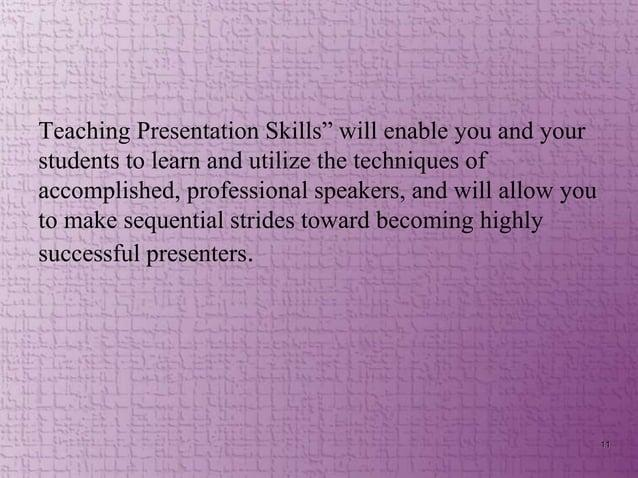 Teaching Presentation Skills” will enable you and your
students to learn and utilize the techniques of
accomplished, professional speakers, and will allow you
to make sequential strides toward becoming highly
successful presenters.
11